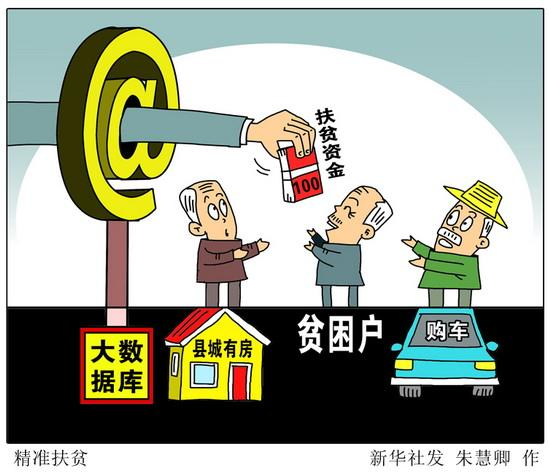 @
扶贫资金
100
大数
据库
县城有房
贫困户
购车
精准扶贫
新华社发 朱慧卿 作